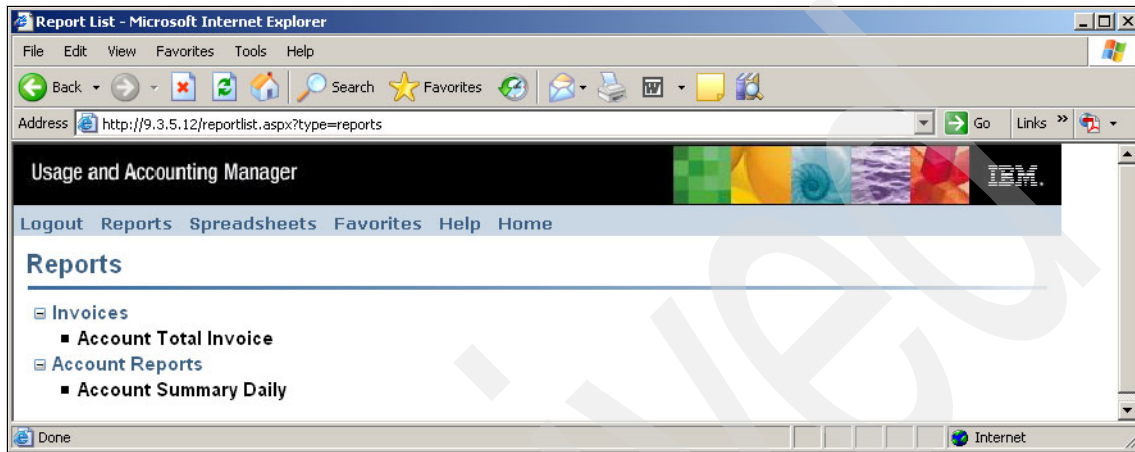 Report List - Microsoft Internet Explorer
File Edit View Favorites Tools Help
Back Search Favorites
Address http://9.3.5.12/reportlist.aspx?type=reports Go Links »
Usage and Accounting Manager IBM.
Logout Reports Spreadsheets Favorites Help Home
Reports
Invoices
Account Total Invoice
Account Reports
Account Summary Daily
Done Internet